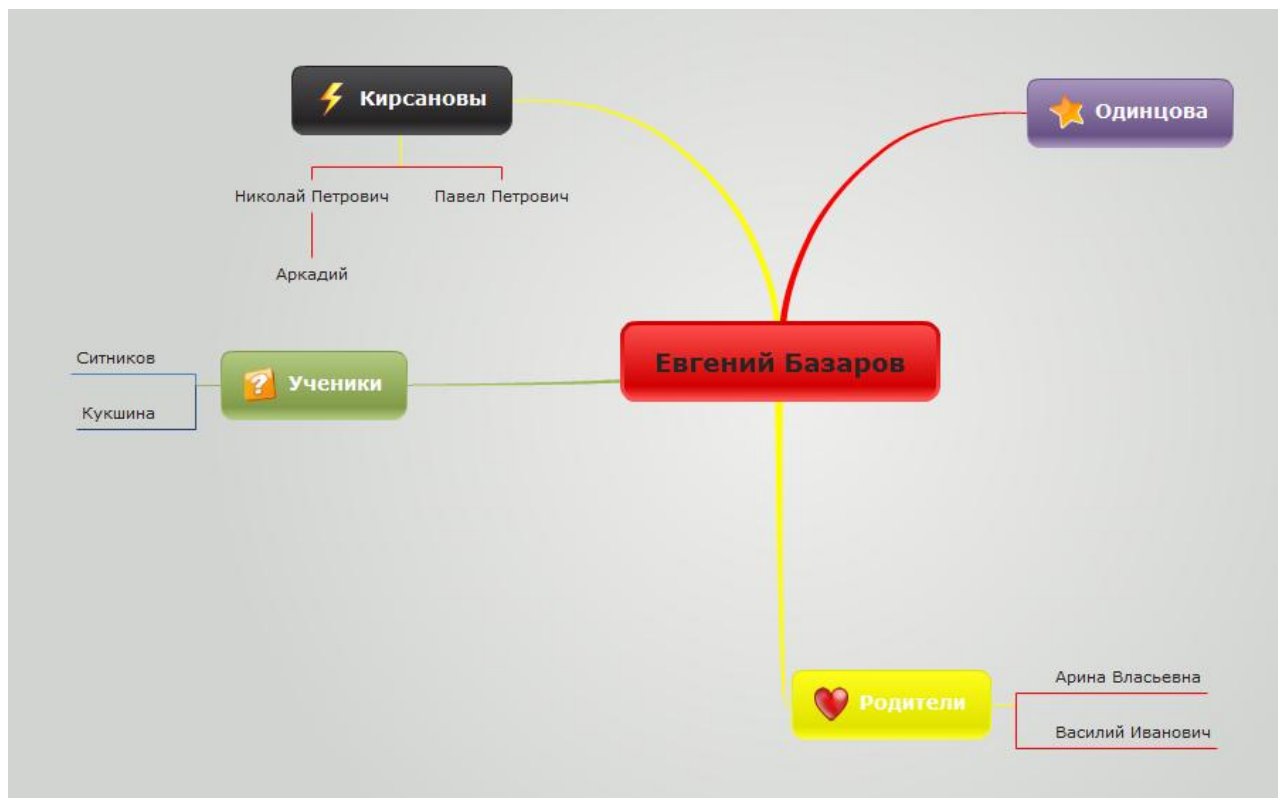 Кирсановы
Одинцова
Николай Петрович
Павел Петрович
Аркадий
Евгений Базаров
Ситников
Ученики
Кукшина
Арина Власьевна
Родители
Василий Иванович